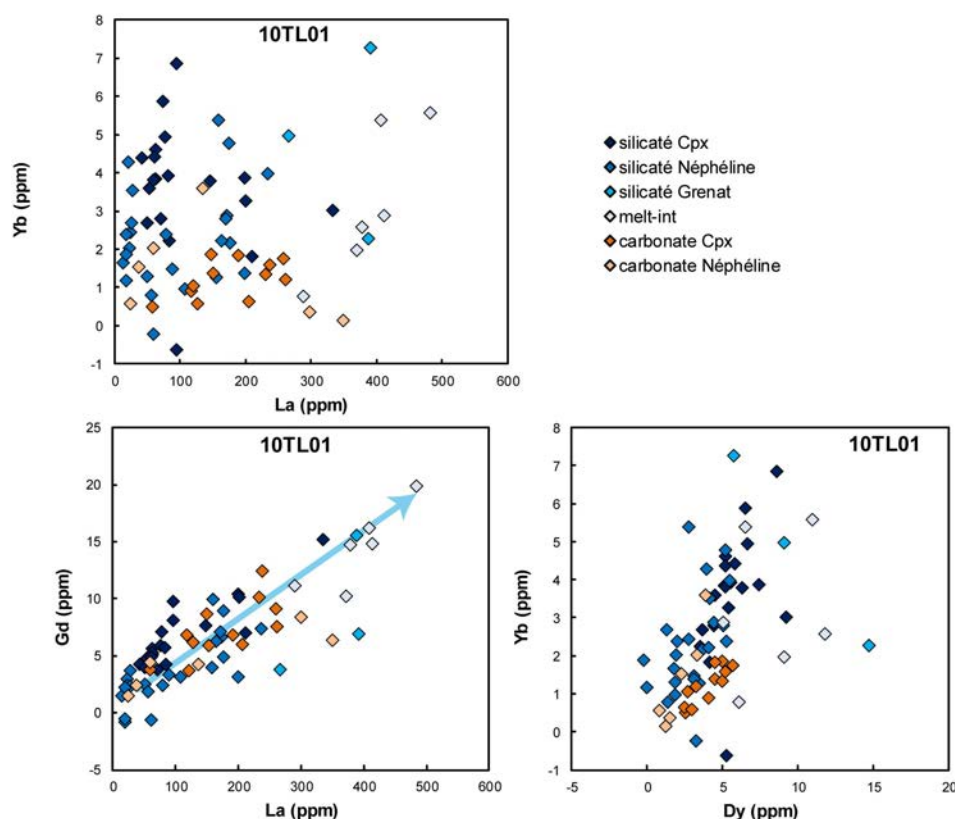 10TL01
8
7
6
5
4
3
2
1
0
-1
Yb (ppm)
0 100 200 300 400 500 600
La (ppm)
silicaté Cpx
silicaté Néphéline
silicaté Grenat
melt-int
carbonate Cpx
carbonate Néphéline
10TL01
25
20
15
10
5
0
-5
Gd (ppm)
0 100 200 300 400 500 600
La (ppm)
10TL01
8
7
6
5
4
3
2
1
0
-1
Yb (ppm)
-5 0 5 10 15 20
Dy (ppm)